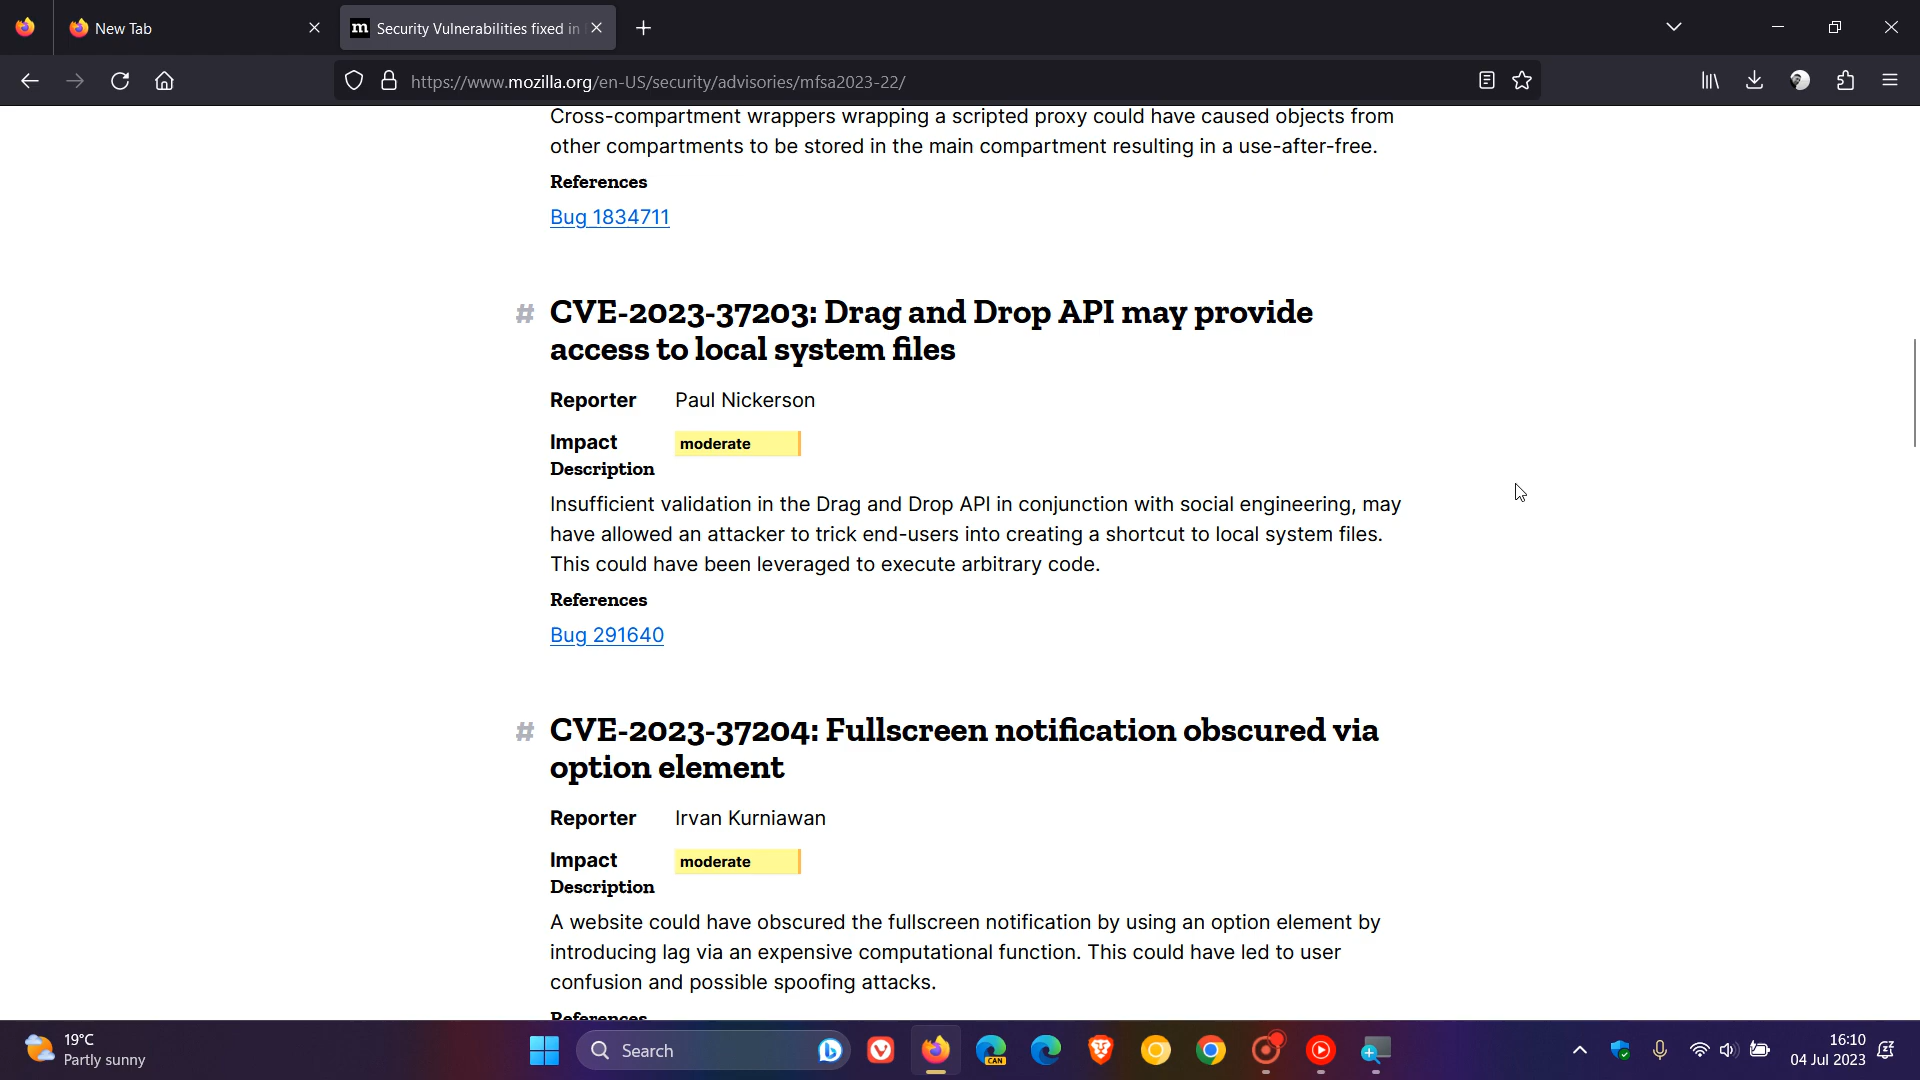 New Tab
Security Vulnerabilities fixed in
https://www.mozilla.org/en-US/security/advisories/mfsa2023-22/
Cross-compartment wrappers wrapping a scripted proxy could have caused objects from
other compartments to be stored in the main compartment resulting in a use-after-free.
References
Bug 1834711
# CVE-2023-37203: Drag and Drop API may provide
access to local system files
Reporter Paul Nickerson
Impact moderate
Description
Insufficient validation in the Drag and Drop API in conjunction with social engineering, may
have allowed an attacker to trick end-users into creating a shortcut to local system files.
This could have been leveraged to execute arbitrary code.
References
Bug 291640
# CVE-2023-37204: Fullscreen notification obscured via
option element
Reporter Irvan Kurniawan
Impact moderate
Description
A website could have obscured the fullscreen notification by using an option element by
introducing lag via an expensive computational function. This could have led to user
confusion and possible spoofing attacks.
References
19°C
Partly sunny
Search
CAN
16:10
04 Jul 2023